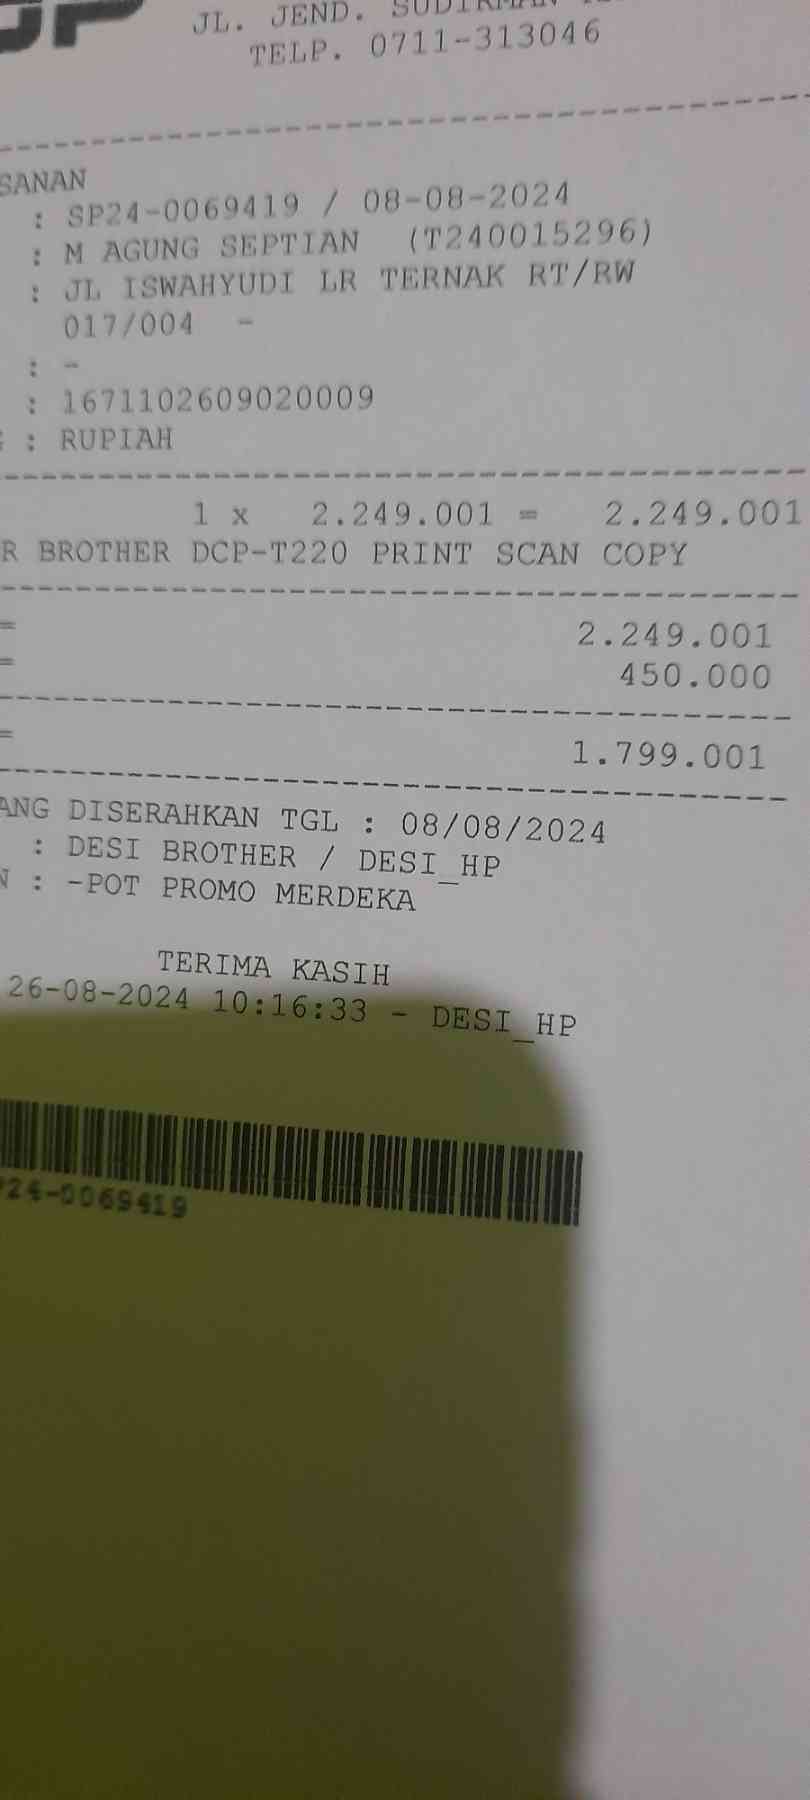 JL. JEND. SUDIRMAN
TELP. 0711-313046
SANAN
: SP24-0069419 / 08-08-2024
: M AGUNG SEPTIAN (T240015296)
: JL ISWAHYUDI LR TERNAK RT/RW
017/004 -
: -
: 1671102609020009
: RUPIAH
1 x 2.249.001 = 2.249.001
R BROTHER DCP-T220 PRINT SCAN COPY
= 2.249.001
= 450.000
= 1.799.001
ANG DISERAHKAN TGL : 08/08/2024
: DESI BROTHER / DESI_HP
N : -POT PROMO MERDEKA
TERIMA KASIH
26-08-2024 10:16:33 - DESI_HP
P24-0069419